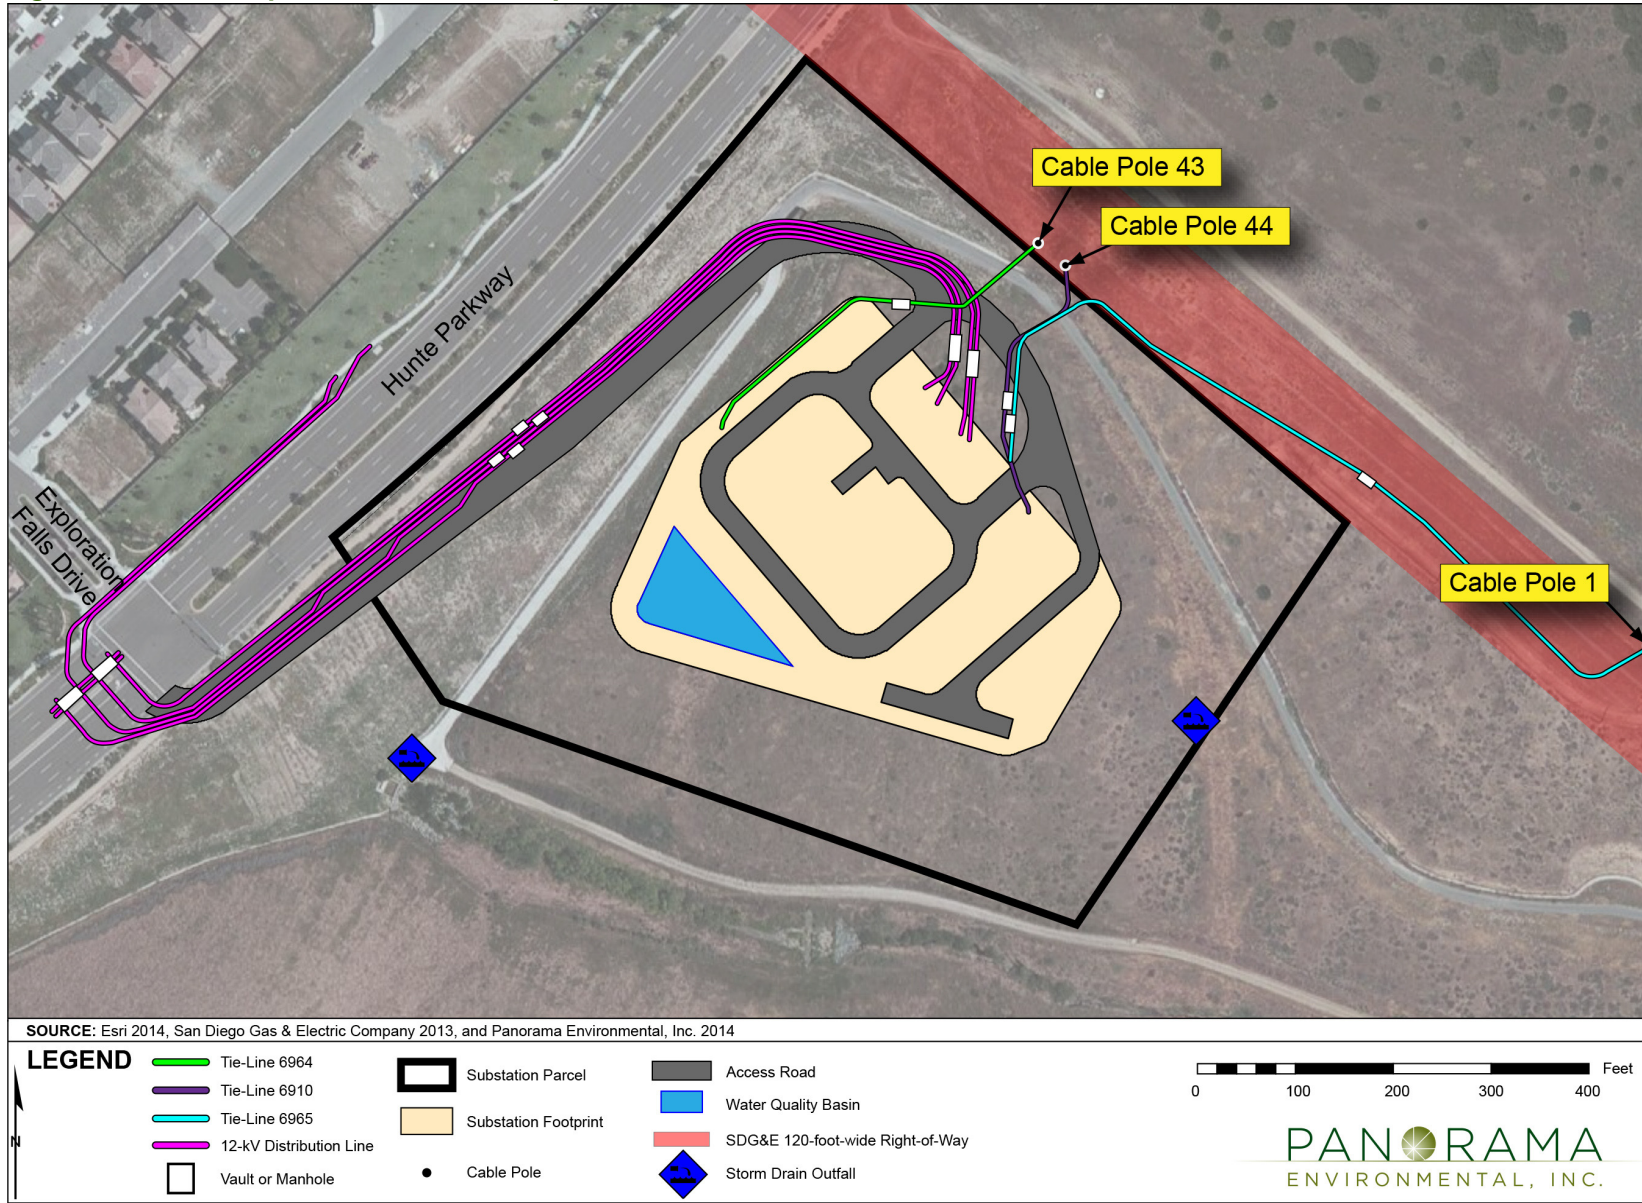 Cable Pole 43
Cable Pole 44
Hunte Parkway
Exploration
Falls Drive
Cable Pole 1
SOURCE: Esri 2014, San Diego Gas & Electric Company 2013, and Panorama Environmental, Inc. 2014
LEGEND
Tie-Line 6964
Tie-Line 6910
Tie-Line 6965
12-kV Distribution Line
Vault or Manhole
Substation Parcel
Substation Footprint
Cable Pole
Access Road
Water Quality Basin
SDG&E 120-foot-wide Right-of-Way
Storm Drain Outfall
Feet
0 100 200 300 400
N
PANORAMA
ENVIRONMENTAL, INC.